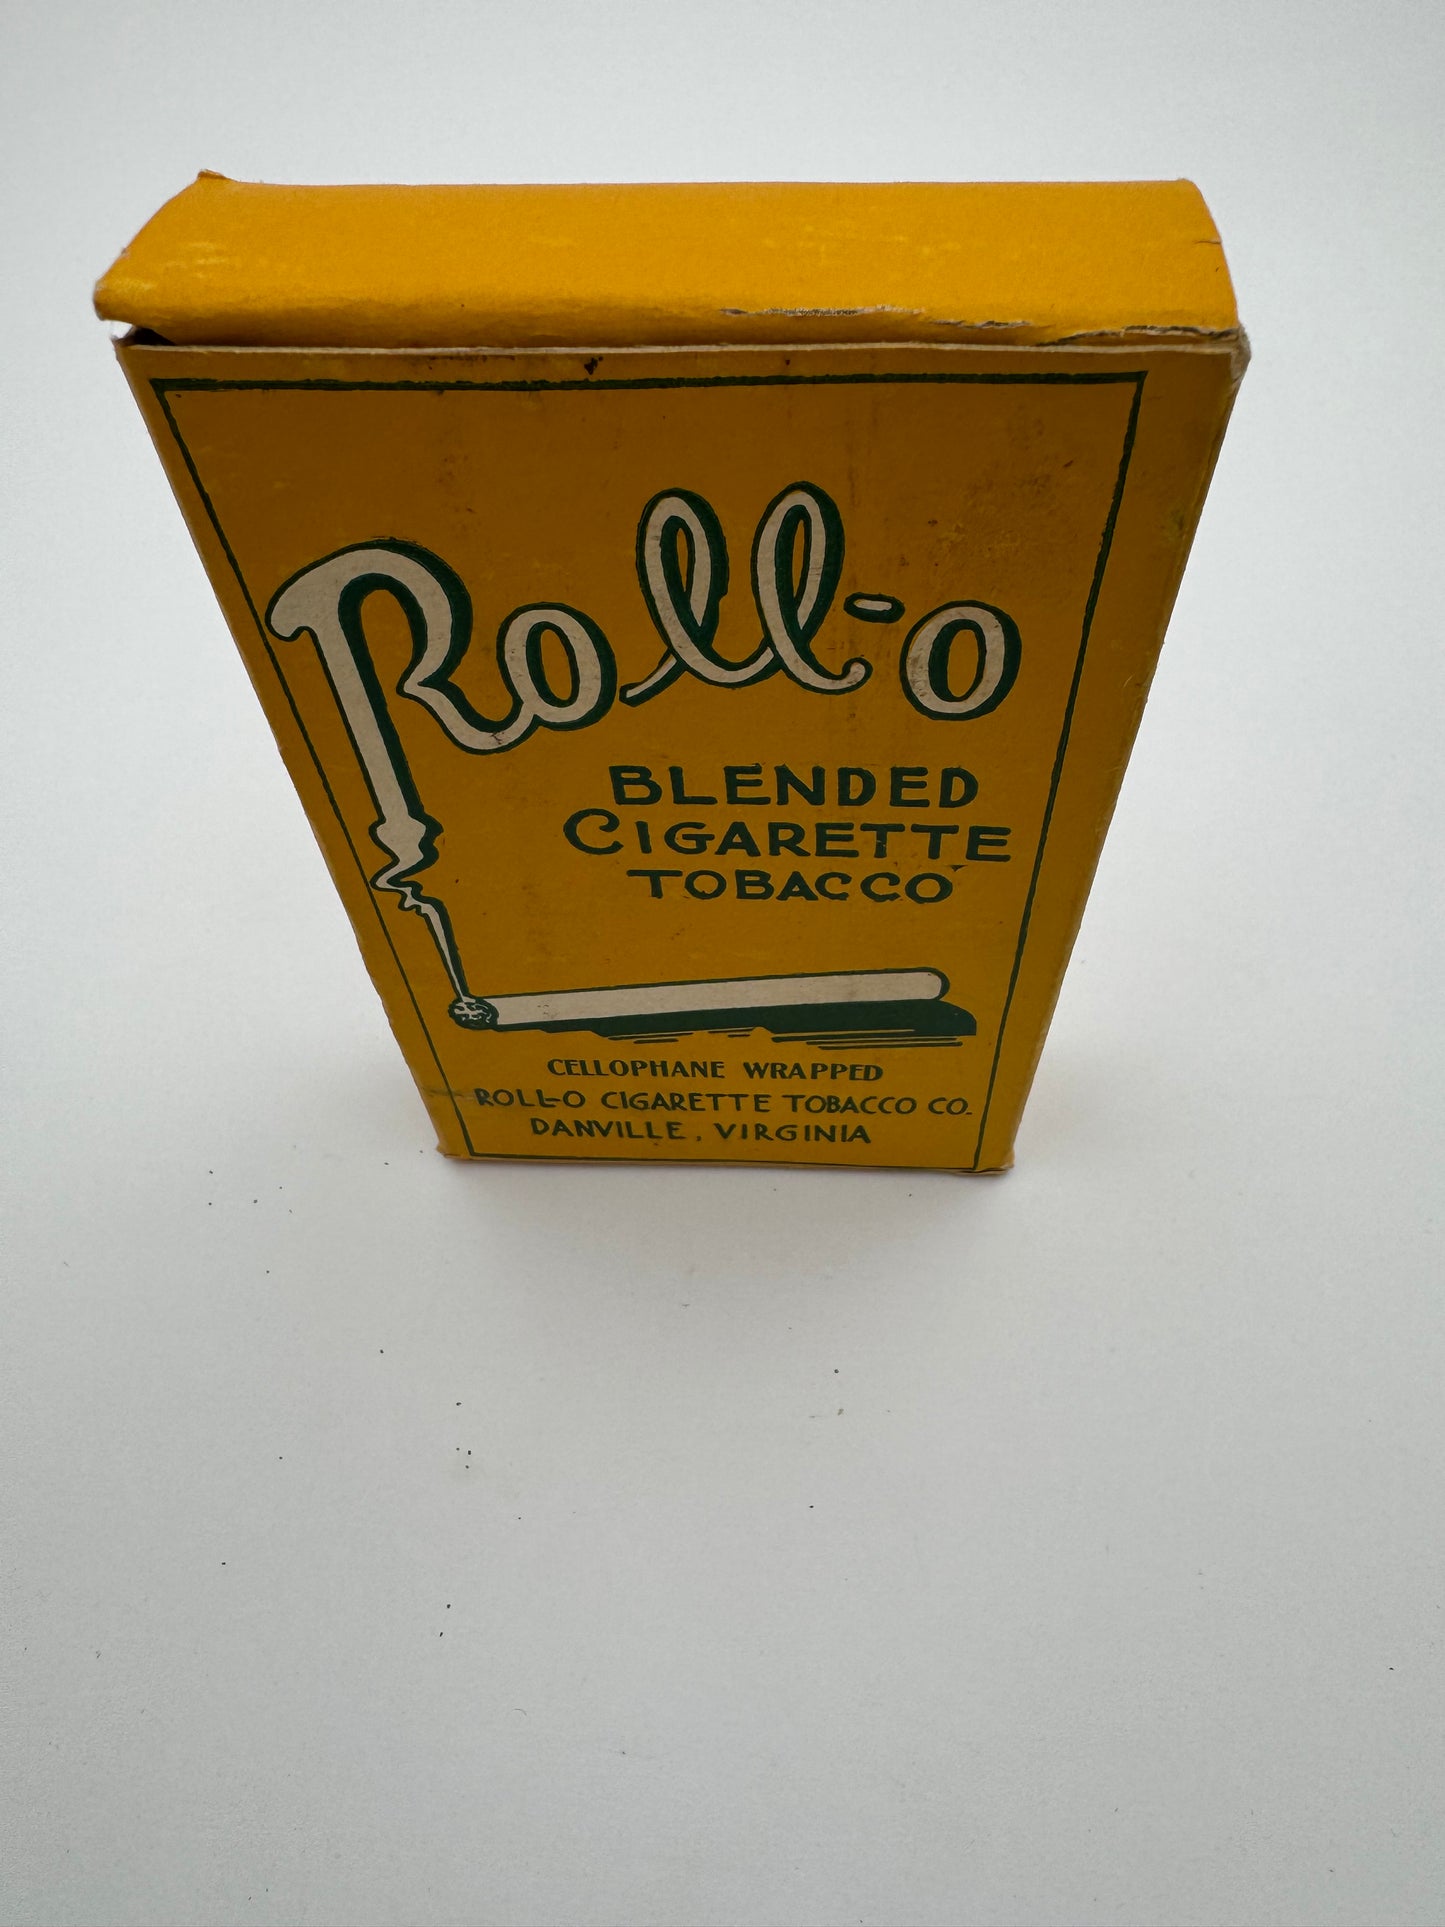 Roll-o
BLENDED
CIGARETTE
TOBACCO
CELLOPHANE WRAPPED
ROLL-O CIGARETTE TOBACCO CO.
DANVILLE, VIRGINIA